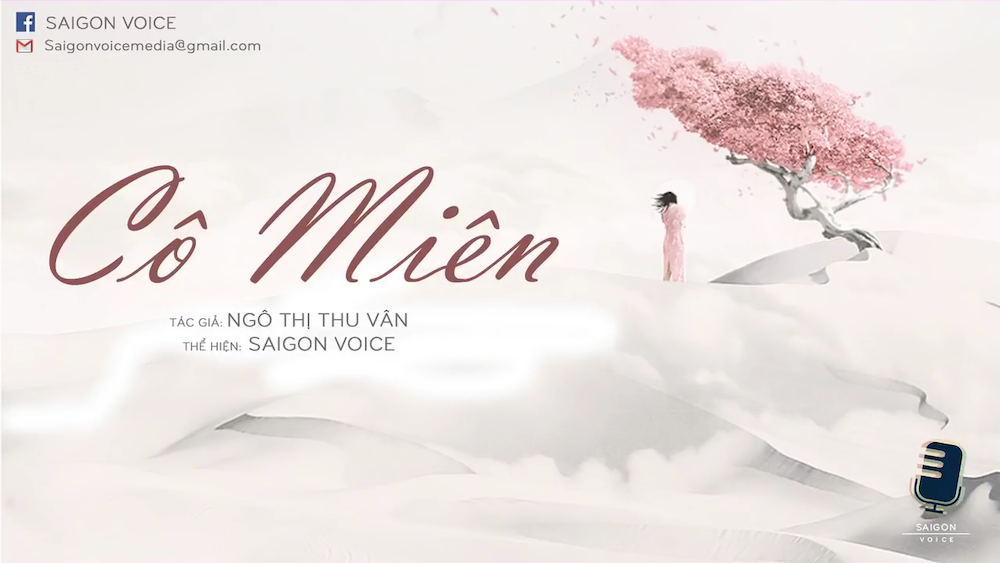 SAIGON VOICE
Saigonvoicemedia@gmail.com
Cô Miên
TÁC GIẢ: NGÔ THỊ THU VÂN
THỂ HIỆN: SAIGON VOICE
SAIGON
VOICE